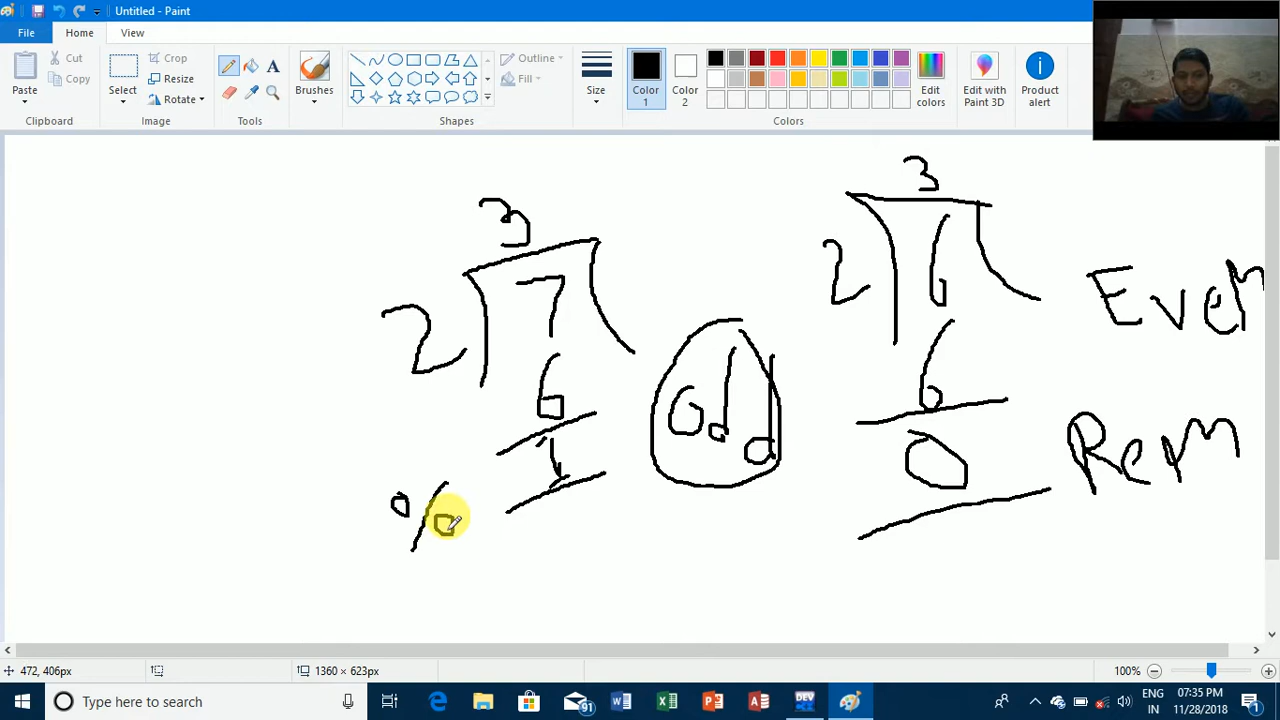 Untitled - Paint
File Home View
Cut
Copy
Paste
Clipboard
Select
Crop
Resize
Rotate
Image
A
Tools
Brushes
Outline
Fill
Shapes
Size
Color 1
Color 2
Edit colors
Colors
Edit with Paint 3D
Product alert
3
2 7
6
1
%
Odd
3
2 6
6
0
Even
Rem
472, 406px
1360 × 623px
100%
Type here to search
91
W
X
P
A
DEV
ENG
IN
07:35 PM
11/28/2018
1